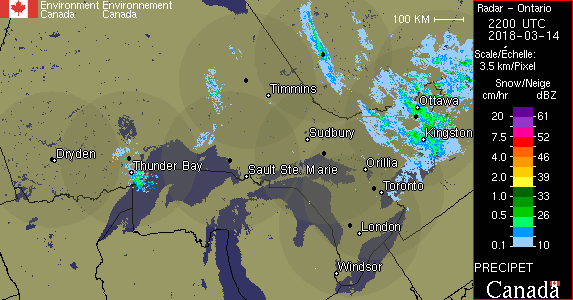 Environment Environnement
Canada Canada
100 KM
Timmins
Ottawa
Sudbury
Kingston
Dryden
Thunder Bay
Sault Ste. Marie
Orillia
Toronto
London
Windsor
Radar - Ontario
2200 UTC
2018-03-14
Scale/Échelle:
3.5 km/Pixel
Snow/Neige
cm/hr dBZ
20 61
7.5 52
4.0 46
2.0 39
1.0 33
0.5 26
0.1 10
PRECIPET
Canada